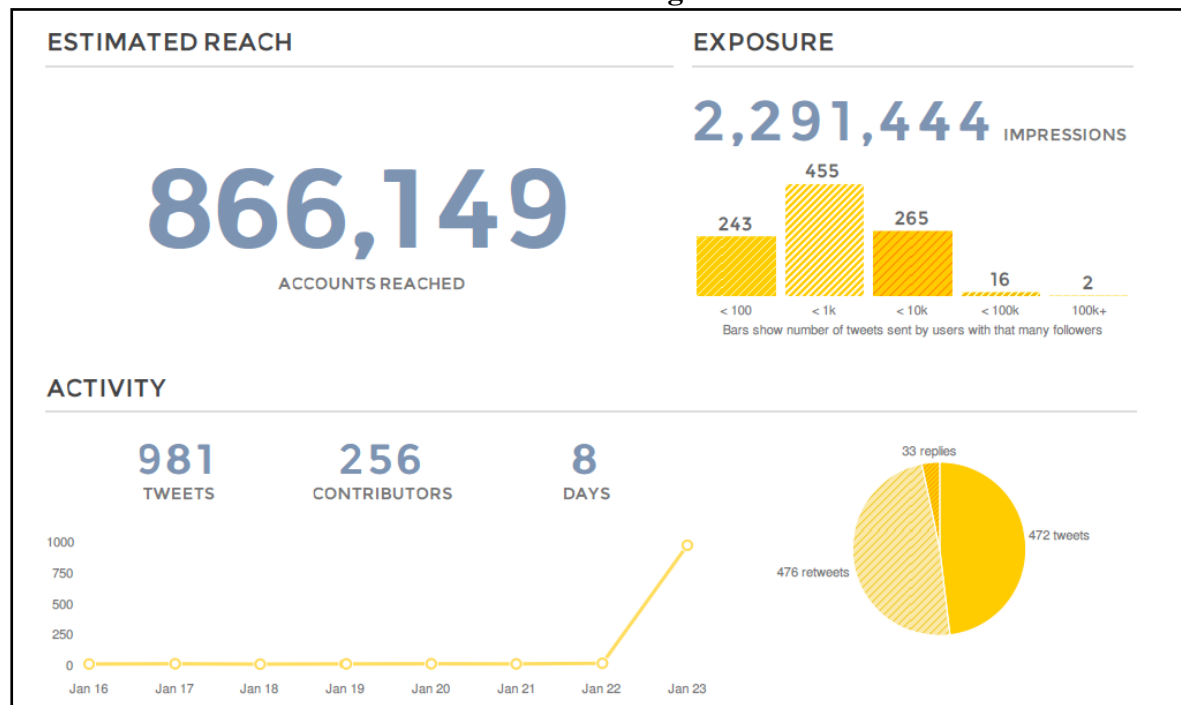 ESTIMATED REACH
866,149
ACCOUNTS REACHED
EXPOSURE
2,291,444 IMPRESSIONS
455
243
265
16
2
< 100 < 1k < 10k < 100k 100k+
Bars show number of tweets sent by users with that many followers
ACTIVITY
981
TWEETS
256
CONTRIBUTORS
8
DAYS
1000
750
500
250
0
Jan 16 Jan 17 Jan 18 Jan 19 Jan 20 Jan 21 Jan 22 Jan 23
33 replies
472 tweets
476 retweets